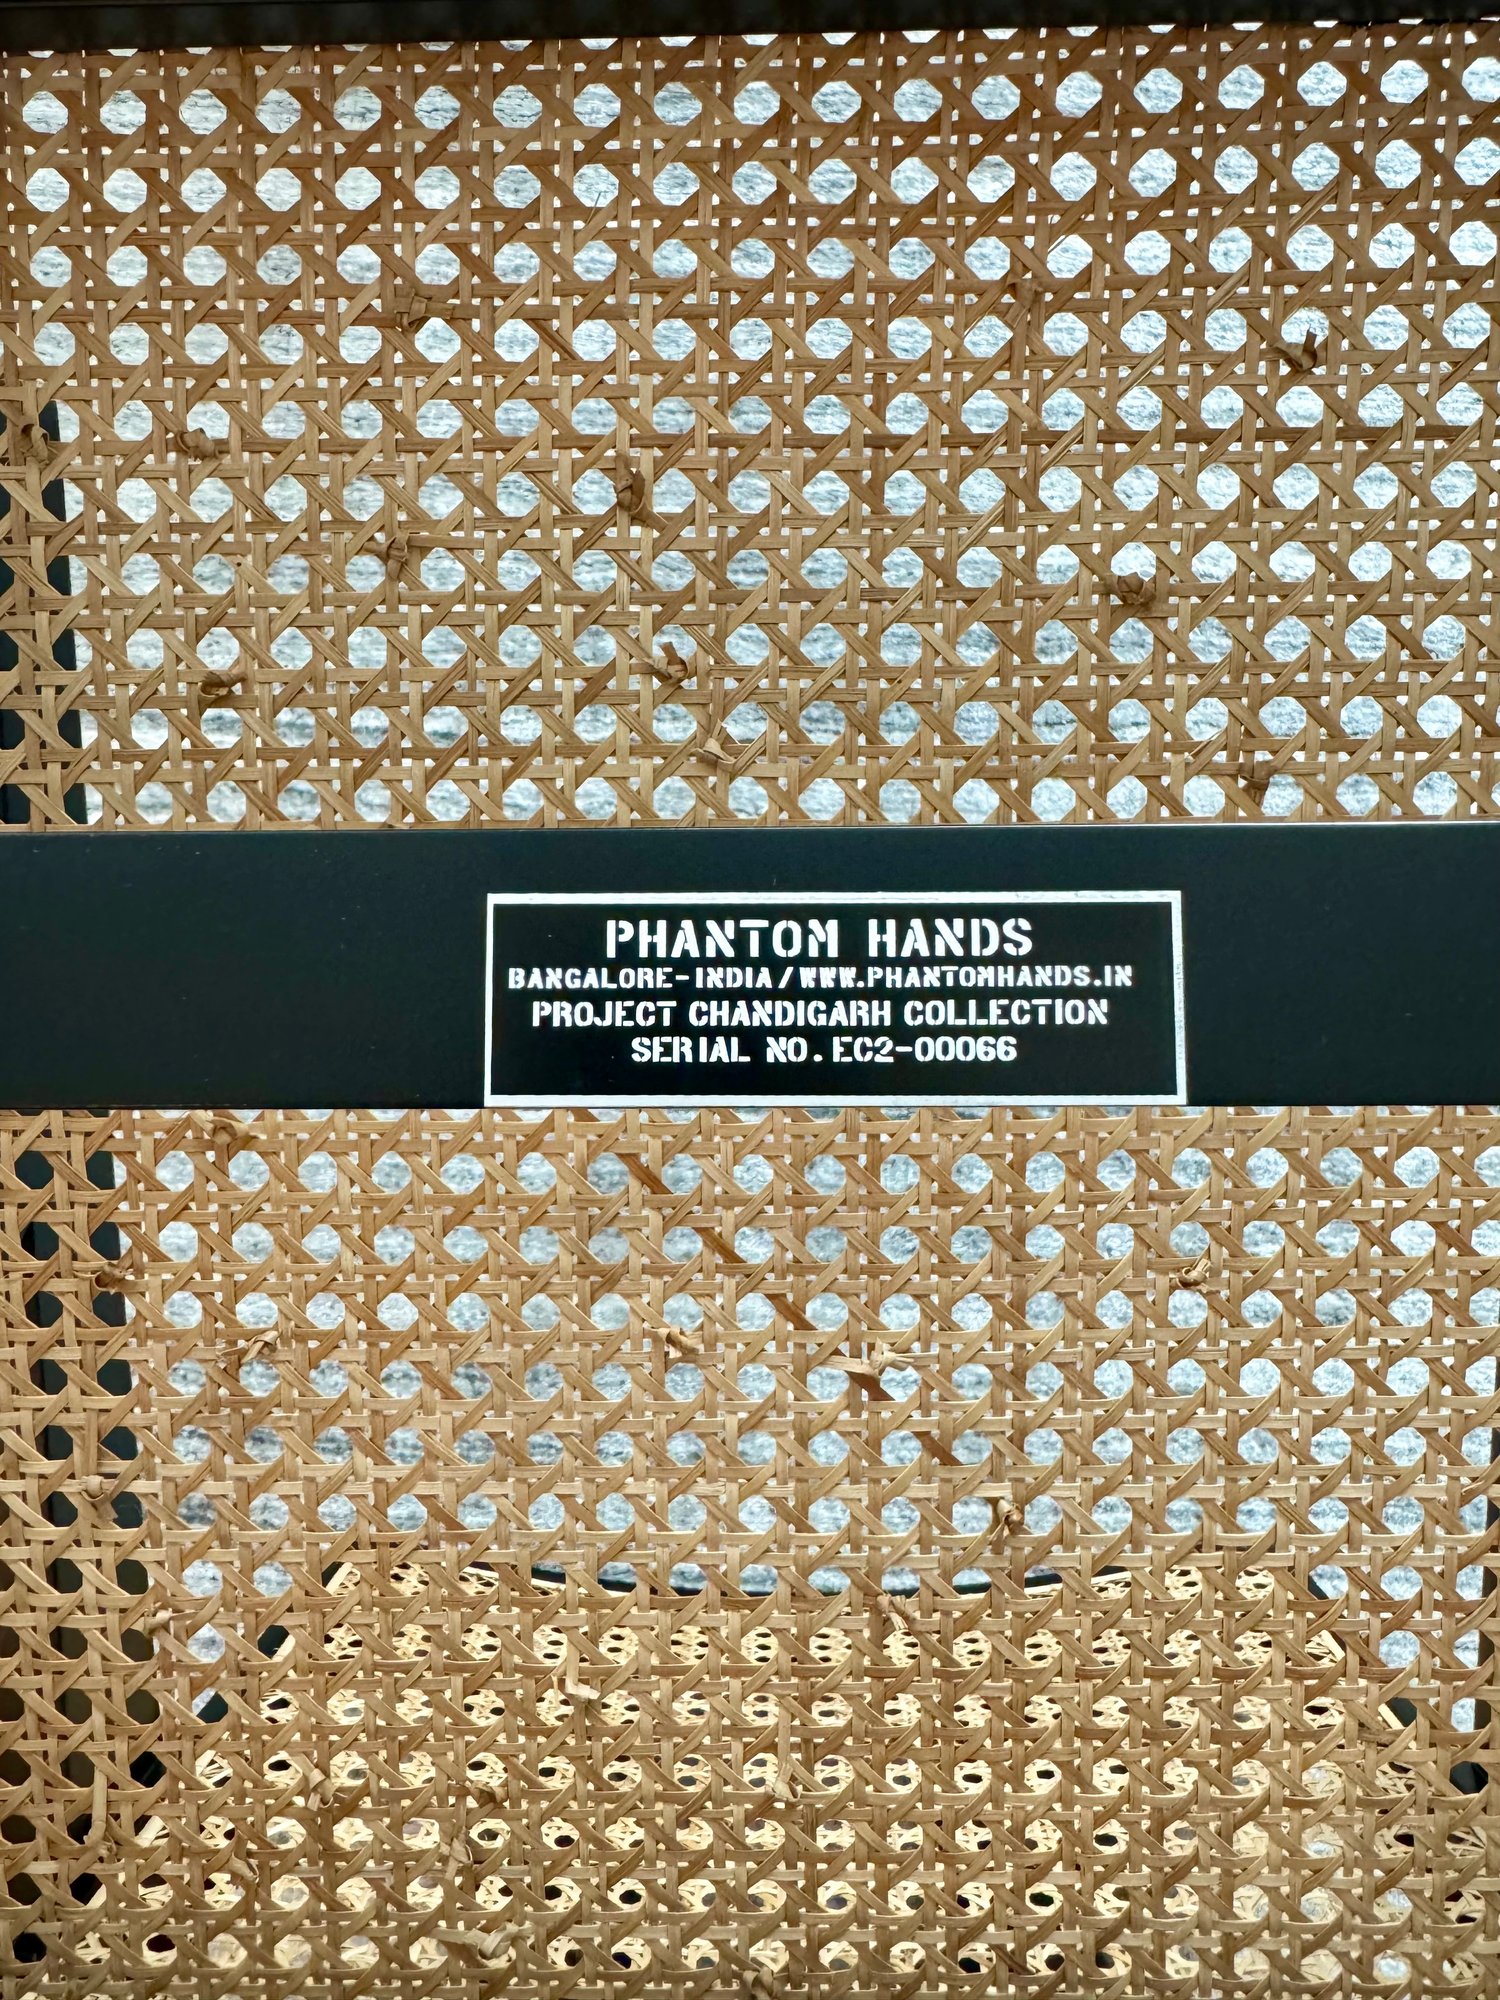 PHANTOM HANDS
BANGALORE-INDIA/WWW.PHANTOMHANDS.IN
PROJECT CHANDIGARH COLLECTION
SERIAL NO. EC2-00066